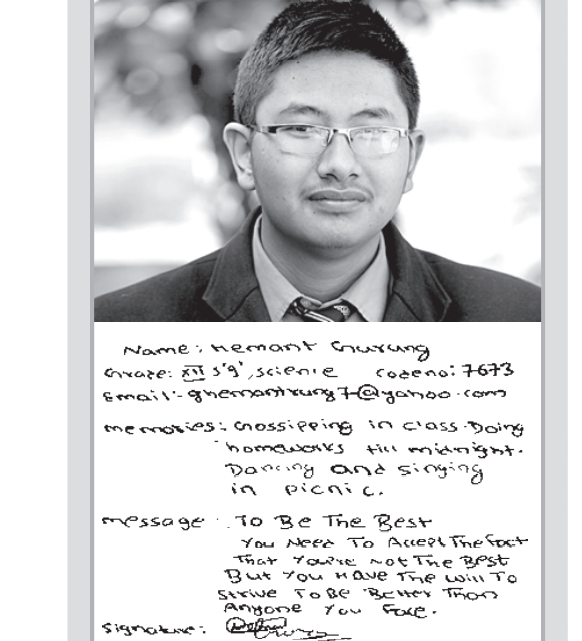 Name: Hemant Gurung
Grade: XII S'9', science codeno: 7673
Email:- ghemantrung7@yahoo.com
memories: Gossipping in class. Doing
homeworks till midnight.
Dancing and singing
in picnic.
message : To Be The Best
You Need To Accept The fact
That You're not The Best
But You Have The Will To
strive To Be Better Than
Anyone You Face.
Signature: